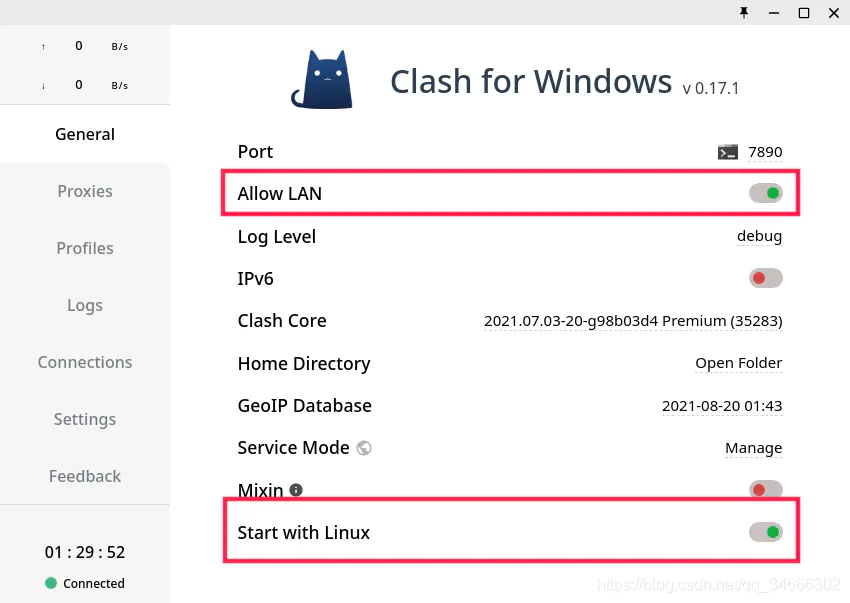 ↑ 0 B/s
↓ 0 B/s
General
Proxies
Profiles
Logs
Connections
Settings
Feedback
01 : 29 : 52
Connected
Clash for Windows v 0.17.1
Port 7890
Allow LAN
Log Level debug
IPv6
Clash Core 2021.07.03-20-g98b03d4 Premium (35283)
Home Directory Open Folder
GeoIP Database 2021-08-20 01:43
Service Mode Manage
Mixin
Start with Linux
https://blog.csdn.net/qq_34666302